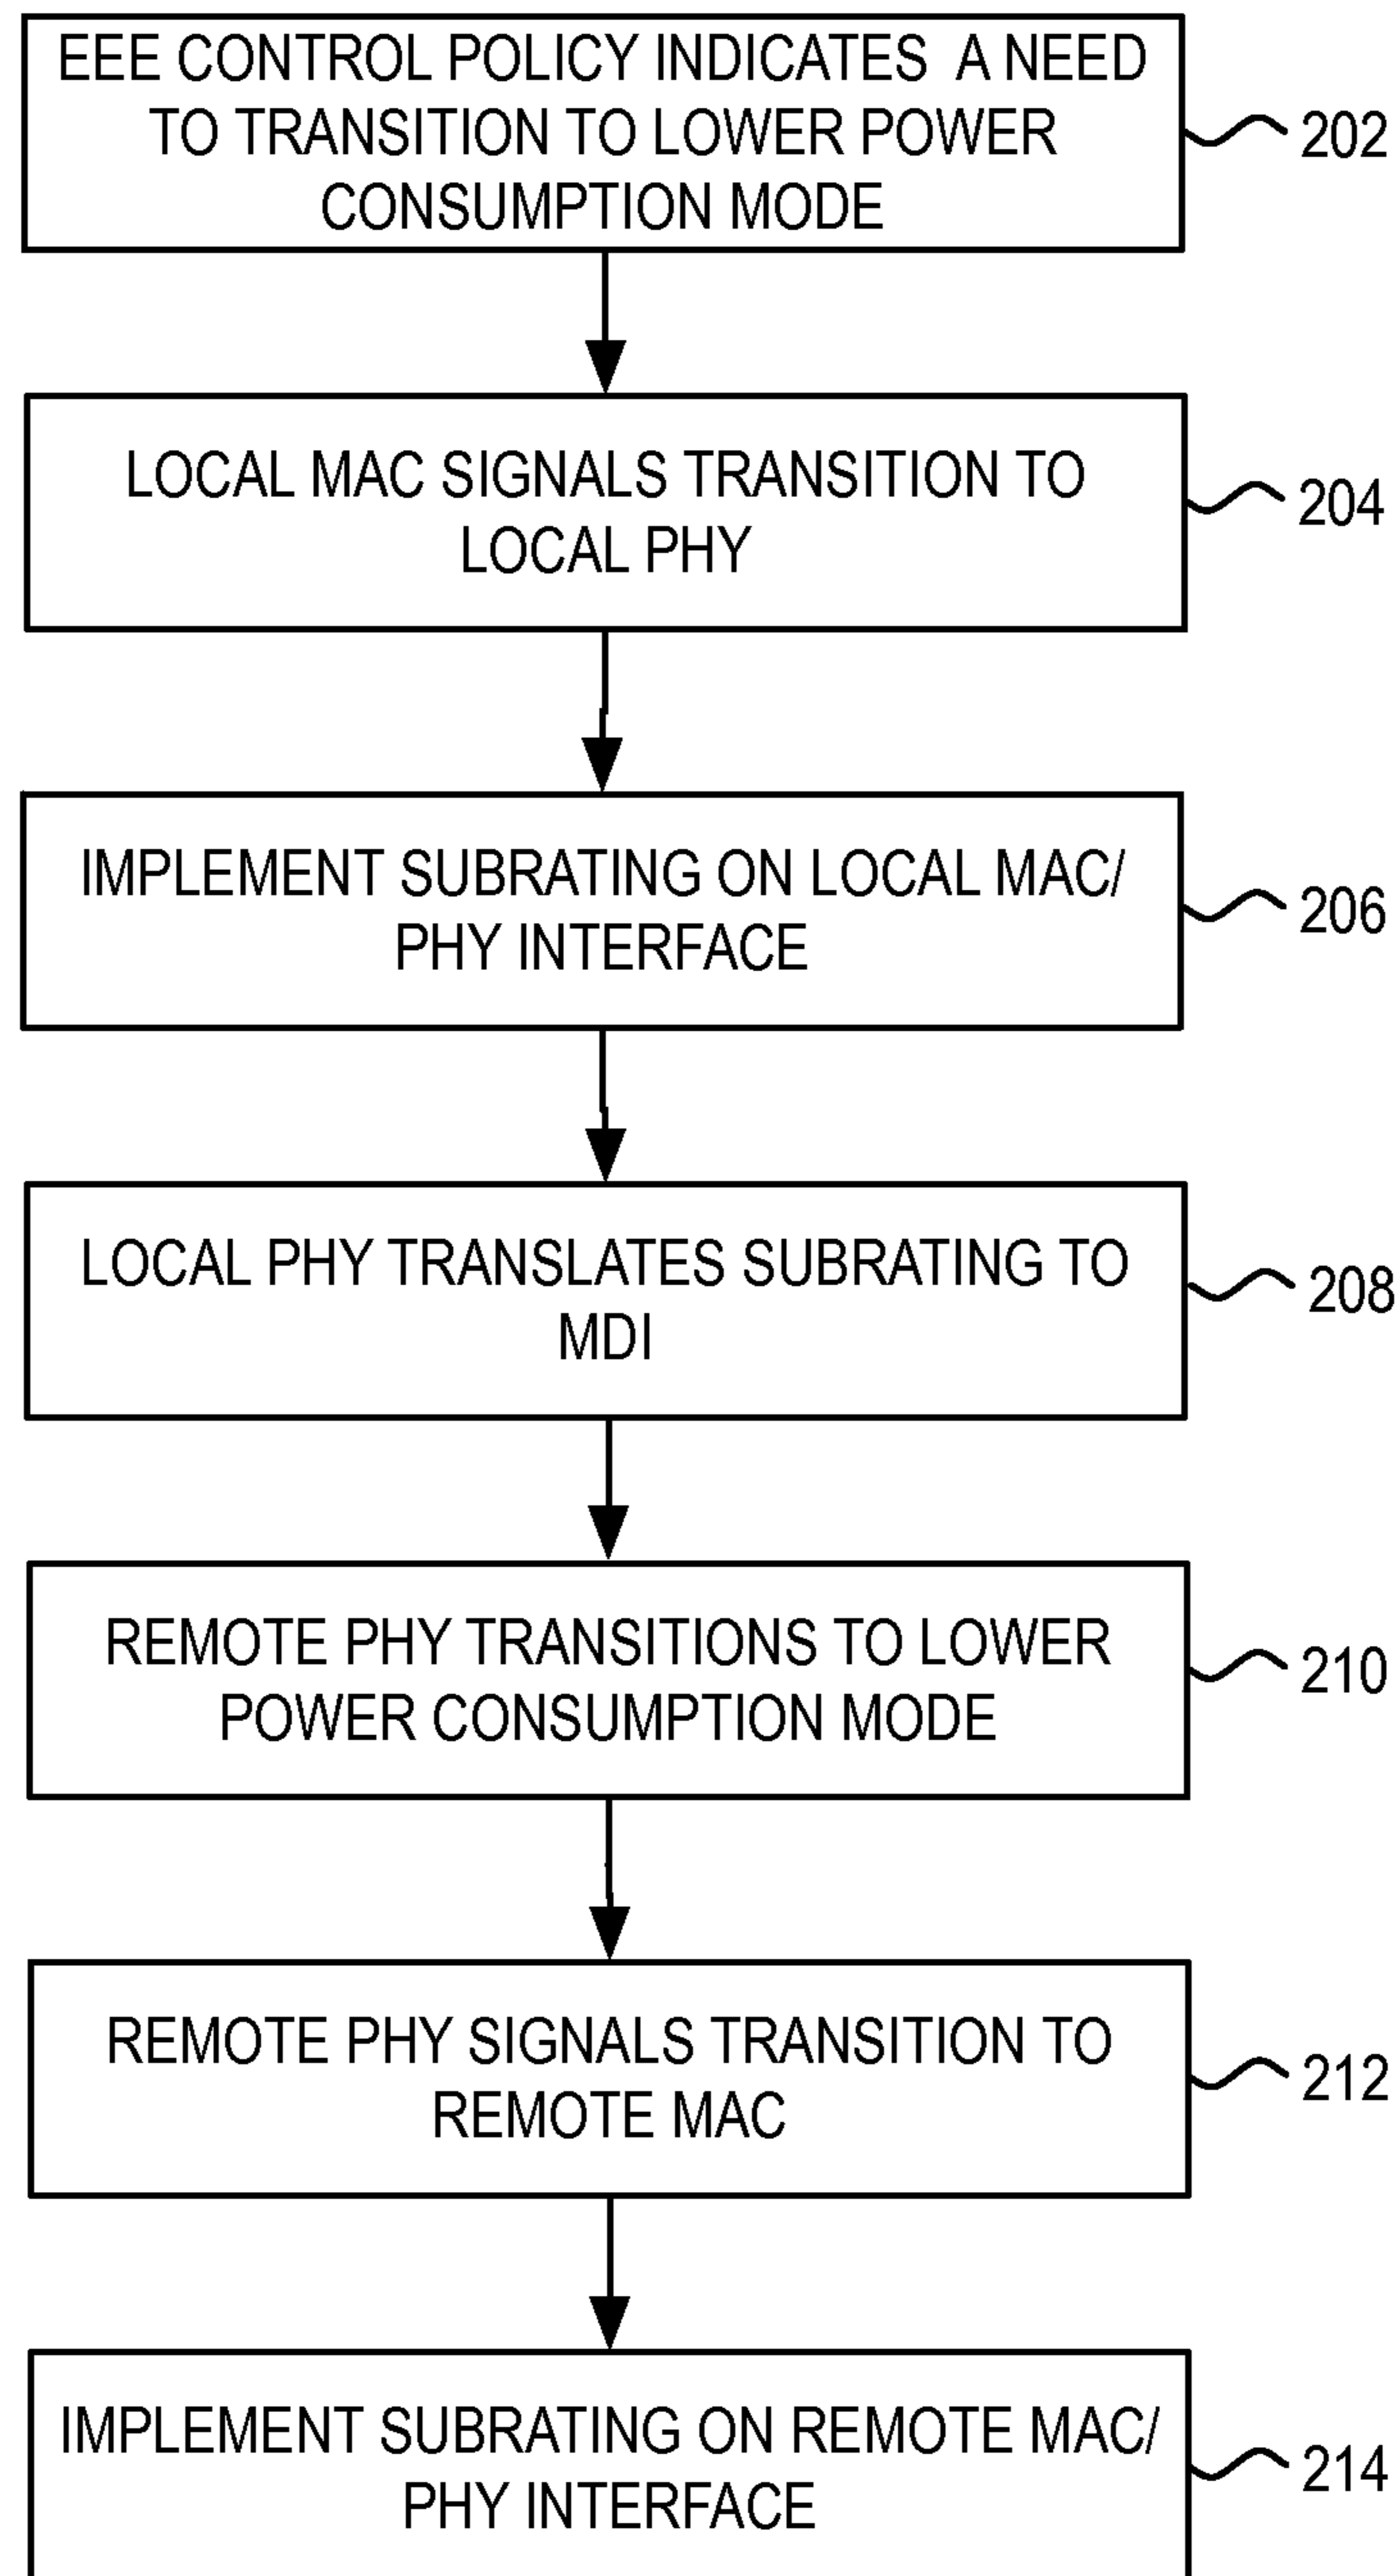 EEE CONTROL POLICY INDICATES A NEED
TO TRANSITION TO LOWER POWER
CONSUMPTION MODE
202
LOCAL MAC SIGNALS TRANSITION TO
LOCAL PHY
204
IMPLEMENT SUBRATING ON LOCAL MAC/
PHY INTERFACE
206
LOCAL PHY TRANSLATES SUBRATING TO
MDI
208
REMOTE PHY TRANSITIONS TO LOWER
POWER CONSUMPTION MODE
210
REMOTE PHY SIGNALS TRANSITION TO
REMOTE MAC
212
IMPLEMENT SUBRATING ON REMOTE MAC/
PHY INTERFACE
214